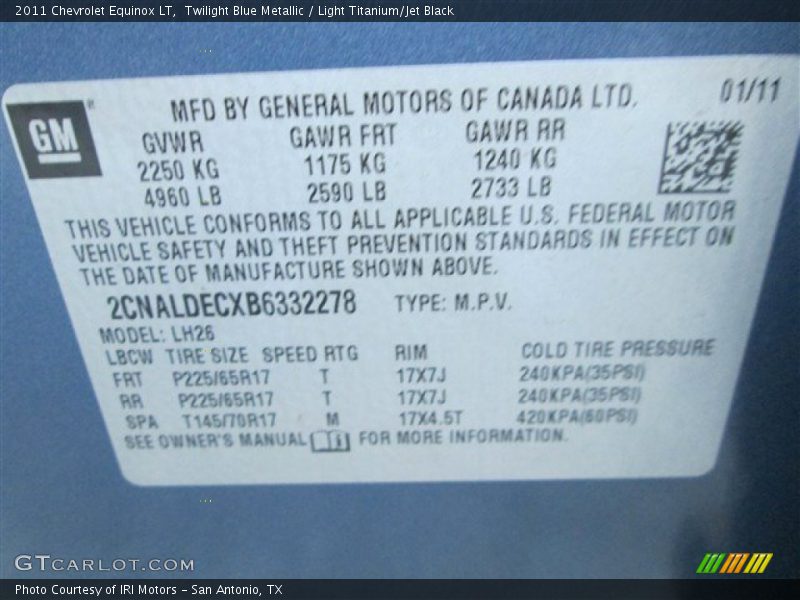 2011 Chevrolet Equinox LT, Twilight Blue Metallic / Light Titanium/Jet Black
MFD BY GENERAL MOTORS OF CANADA LTD. 01/11
GM
GVWR GAWR FRT GAWR RR
2250 KG 1175 KG 1240 KG
4960 LB 2590 LB 2733 LB
THIS VEHICLE CONFORMS TO ALL APPLICABLE U.S. FEDERAL MOTOR
VEHICLE SAFETY AND THEFT PREVENTION STANDARDS IN EFFECT ON
THE DATE OF MANUFACTURE SHOWN ABOVE.
2CNALDECXB6332278 TYPE: M.P.V.
MODEL: LH26
LBCW TIRE SIZE SPEED RTG RIM COLD TIRE PRESSURE
FRT P225/65R17 T 17X7J 240KPA(35PSI)
RR P225/65R17 T 17X7J 240KPA(35PSI)
SPA T145/70R17 M 17X4.5T 420KPA(60PSI)
SEE OWNER'S MANUAL FOR MORE INFORMATION.
GTCARLOT.COM
Photo Courtesy of IRI Motors – San Antonio, TX